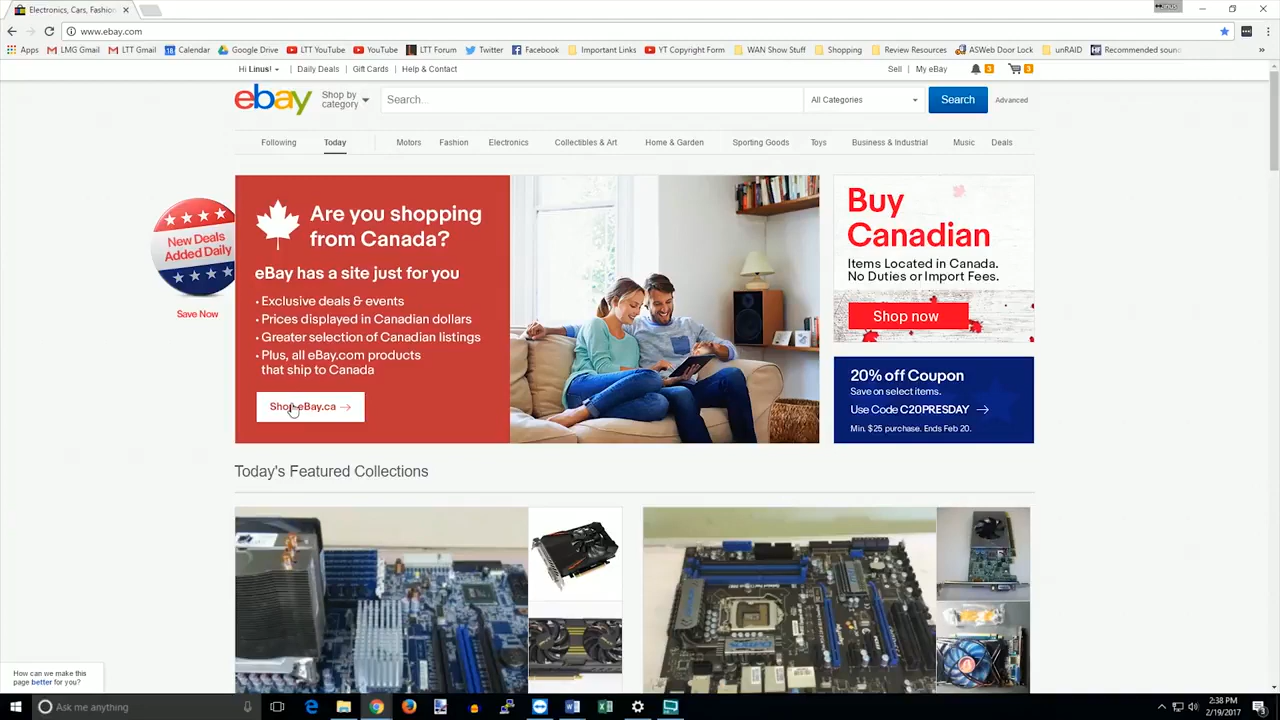 Electronics, Cars, Fashion
Linus
www.ebay.com
Apps LMG Gmail LTT Gmail Calendar Google Drive LTT YouTube YouTube LTT Forum Twitter Facebook Important Links YT Copyright Form WAN Show Stuff Shopping Review Resources ASWeb Door Lock unRAID Recommended soun
Hi Linus! Daily Deals Gift Cards Help & Contact Sell My eBay 3 3
ebay Shop by category Search... All Categories Search Advanced
Following Today Motors Fashion Electronics Collectibles & Art Home & Garden Sporting Goods Toys Business & Industrial Music Deals
New Deals
Added Daily
Save Now
Are you shopping
from Canada?
eBay has a site just for you
• Exclusive deals & events
• Prices displayed in Canadian dollars
• Greater selection of Canadian listings
• Plus, all eBay.com products
that ship to Canada
Shop eBay.ca →
Buy
Canadian
Items Located in Canada.
No Duties or Import Fees.
Shop now
20% off Coupon
Save on select items.
Use Code C20PRESDAY →
Min. $25 purchase. Ends Feb 20.
Today's Featured Collections
How can we make this
page better for you?
Ask me anything
2:38 PM
2/19/2017
3